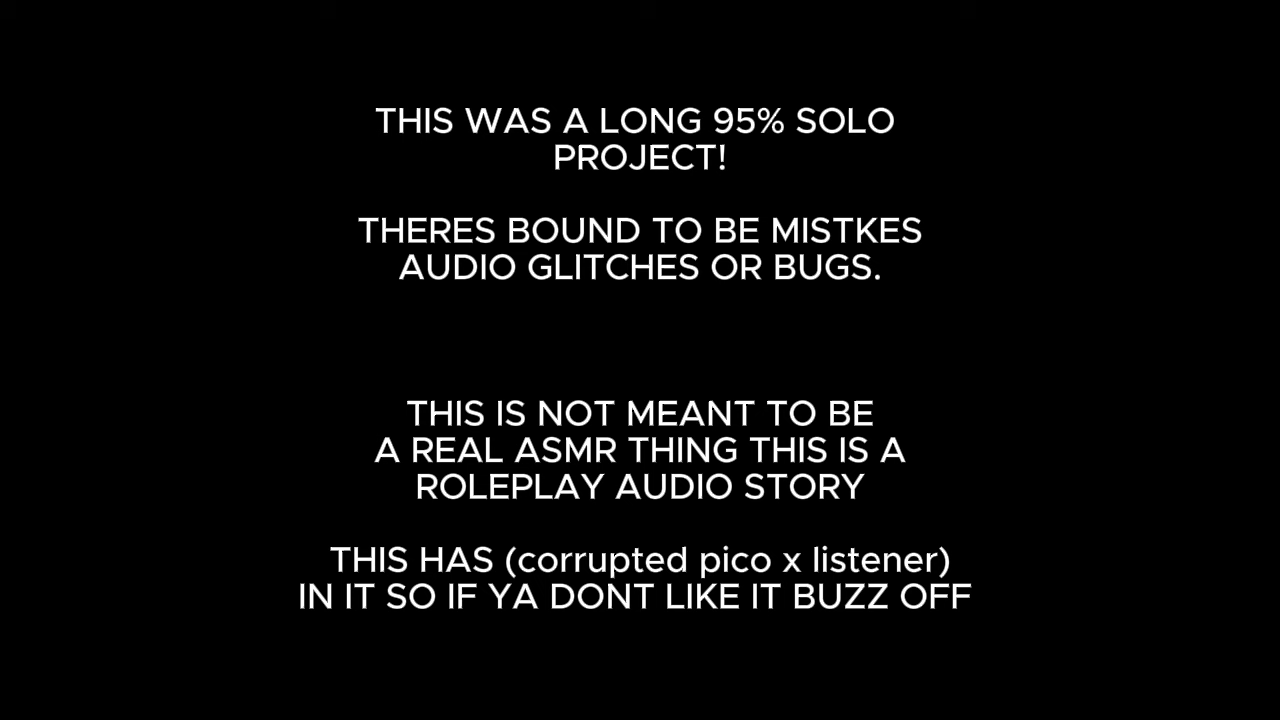 THIS WAS A LONG 95% SOLO
PROJECT!
THERES BOUND TO BE MISTKES
AUDIO GLITCHES OR BUGS.
THIS IS NOT MEANT TO BE
A REAL ASMR THING THIS IS A
ROLEPLAY AUDIO STORY
THIS HAS (corrupted pico x listener)
IN IT SO IF YA DONT LIKE IT BUZZ OFF